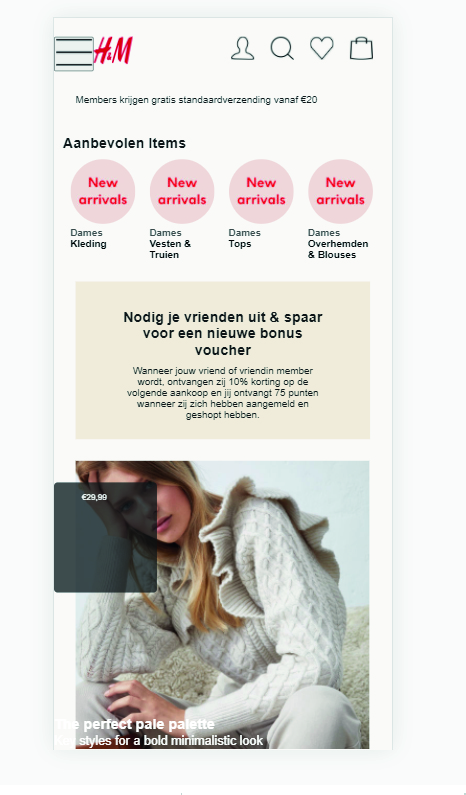 H&M
Members krijgen gratis standaardverzending vanaf €20
Aanbevolen Items
New arrivals
New arrivals
New arrivals
New arrivals
Dames
Kleding
Dames
Vesten &
Truien
Dames
Tops
Dames
Overhemden
& Blouses
Nodig je vrienden uit & spaar
voor een nieuwe bonus
voucher
Wanneer jouw vriend of vriendin member
wordt, ontvangen zij 10% korting op de
volgende aankoop en jij ontvangt 75 punten
wanneer zij zich hebben aangemeld en
geshopt hebben.
€29,99
The perfect pale palette
Key styles for a bold minimalistic look